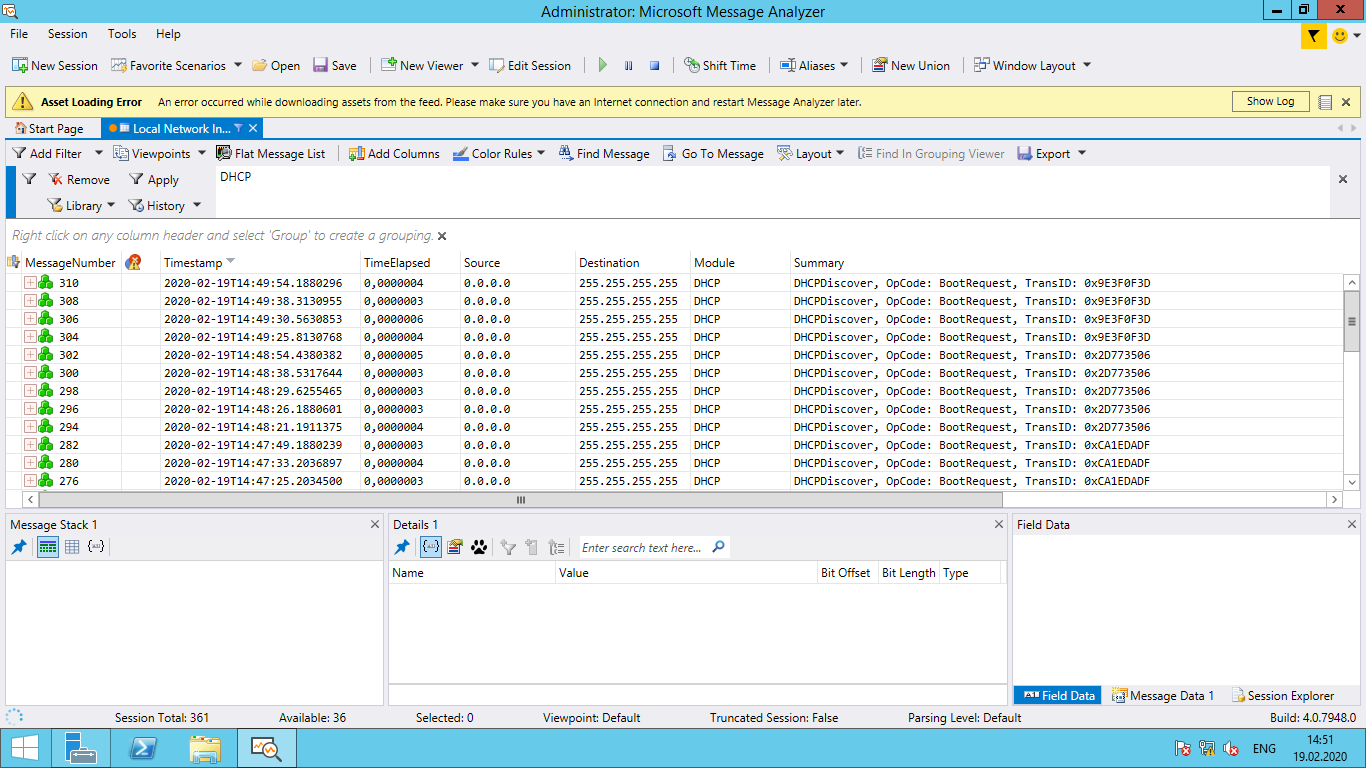 Administrator: Microsoft Message Analyzer
File Session Tools Help
New Session Favorite Scenarios Open Save New Viewer Edit Session Shift Time Aliases New Union Window Layout
Asset Loading Error An error occurred while downloading assets from the feed. Please make sure you have an Internet connection and restart Message Analyzer later. Show Log
Start Page Local Network In...
Add Filter Viewpoints Flat Message List Add Columns Color Rules Find Message Go To Message Layout Find In Grouping Viewer Export
Remove Apply DHCP
Library History
Right click on any column header and select 'Group' to create a grouping.
MessageNumber Timestamp TimeElapsed Source Destination Module Summary
310 2020-02-19T14:49:54.1880296 0,0000004 0.0.0.0 255.255.255.255 DHCP DHCPDiscover, OpCode: BootRequest, TransID: 0x9E3F0F3D
308 2020-02-19T14:49:38.3130955 0,0000003 0.0.0.0 255.255.255.255 DHCP DHCPDiscover, OpCode: BootRequest, TransID: 0x9E3F0F3D
306 2020-02-19T14:49:30.5630853 0,0000006 0.0.0.0 255.255.255.255 DHCP DHCPDiscover, OpCode: BootRequest, TransID: 0x9E3F0F3D
304 2020-02-19T14:49:25.8130768 0,0000004 0.0.0.0 255.255.255.255 DHCP DHCPDiscover, OpCode: BootRequest, TransID: 0x9E3F0F3D
302 2020-02-19T14:48:54.4380382 0,0000005 0.0.0.0 255.255.255.255 DHCP DHCPDiscover, OpCode: BootRequest, TransID: 0x2D773506
300 2020-02-19T14:48:38.5317644 0,0000003 0.0.0.0 255.255.255.255 DHCP DHCPDiscover, OpCode: BootRequest, TransID: 0x2D773506
298 2020-02-19T14:48:29.6255465 0,0000003 0.0.0.0 255.255.255.255 DHCP DHCPDiscover, OpCode: BootRequest, TransID: 0x2D773506
296 2020-02-19T14:48:26.1880601 0,0000003 0.0.0.0 255.255.255.255 DHCP DHCPDiscover, OpCode: BootRequest, TransID: 0x2D773506
294 2020-02-19T14:48:21.1911375 0,0000004 0.0.0.0 255.255.255.255 DHCP DHCPDiscover, OpCode: BootRequest, TransID: 0x2D773506
282 2020-02-19T14:47:49.1880239 0,0000003 0.0.0.0 255.255.255.255 DHCP DHCPDiscover, OpCode: BootRequest, TransID: 0xCA1EDADF
280 2020-02-19T14:47:33.2036897 0,0000004 0.0.0.0 255.255.255.255 DHCP DHCPDiscover, OpCode: BootRequest, TransID: 0xCA1EDADF
276 2020-02-19T14:47:25.2034500 0,0000003 0.0.0.0 255.255.255.255 DHCP DHCPDiscover, OpCode: BootRequest, TransID: 0xCA1EDADF
Message Stack 1 Details 1 Field Data
Enter search text here...
Name Value Bit Offset Bit Length Type
Field Data Message Data 1 Session Explorer
Session Total: 361 Available: 36 Selected: 0 Viewpoint: Default Truncated Session: False Parsing Level: Default Build: 4.0.7948.0
ENG 14:51
19.02.2020